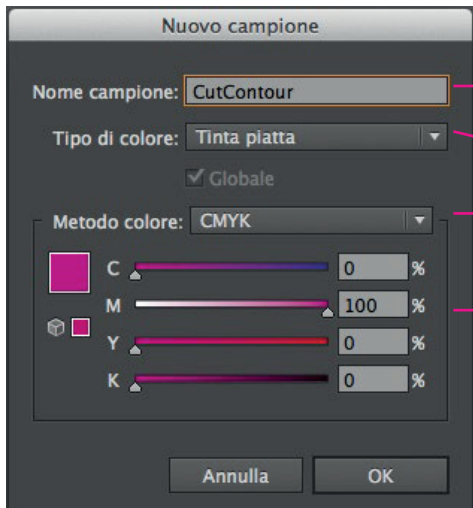 Nuovo campione
Nome campione: CutContour
Tipo di colore: Tinta piatta
Globale
Metodo colore: CMYK
C 0 %
M 100 %
Y 0 %
K 0 %
Annulla OK